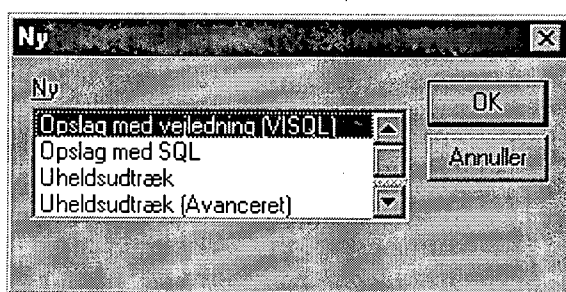 Ny
Ny
Opslag med vejledning (VISQL)
Opslag med SQL
Uheldsudtræk
Uheldsudtræk (Avanceret)
OK
Annuller